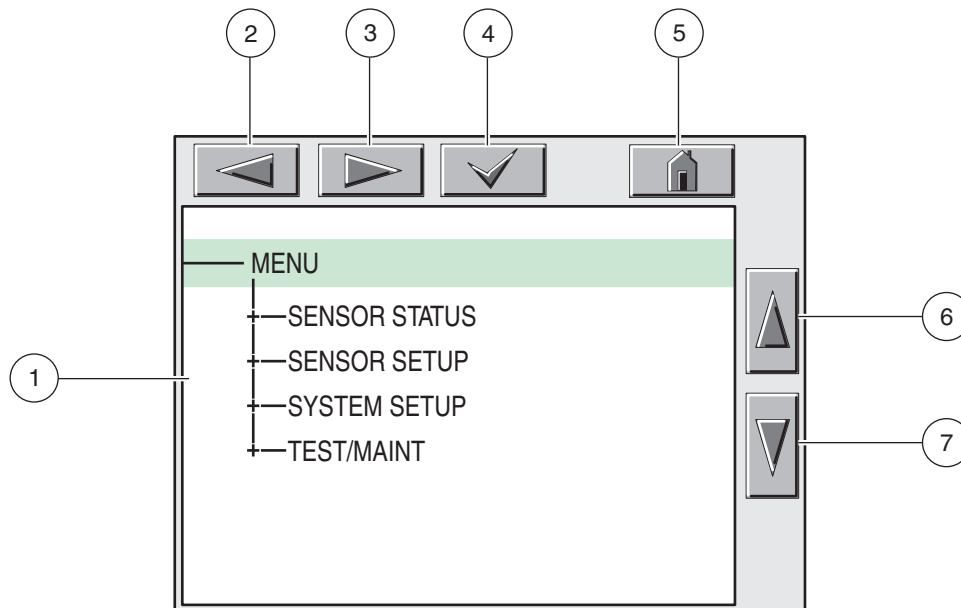 2 3 4 5
MENU
SENSOR STATUS
6
SENSOR SETUP
1
SYSTEM SETUP
7
TEST/MAINT